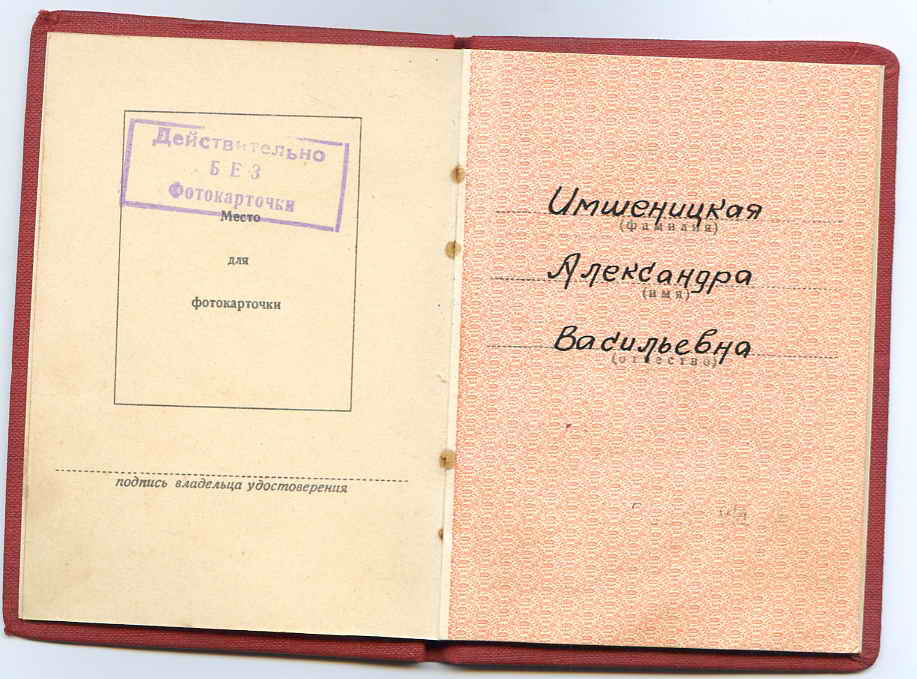 Действительно
БЕЗ
Фотокарточки
Место
для
фотокарточки
подпись владельца удостоверения
Имшеницкая
(фамилия)
Александра
(имя)
Васильевна
(отчество)